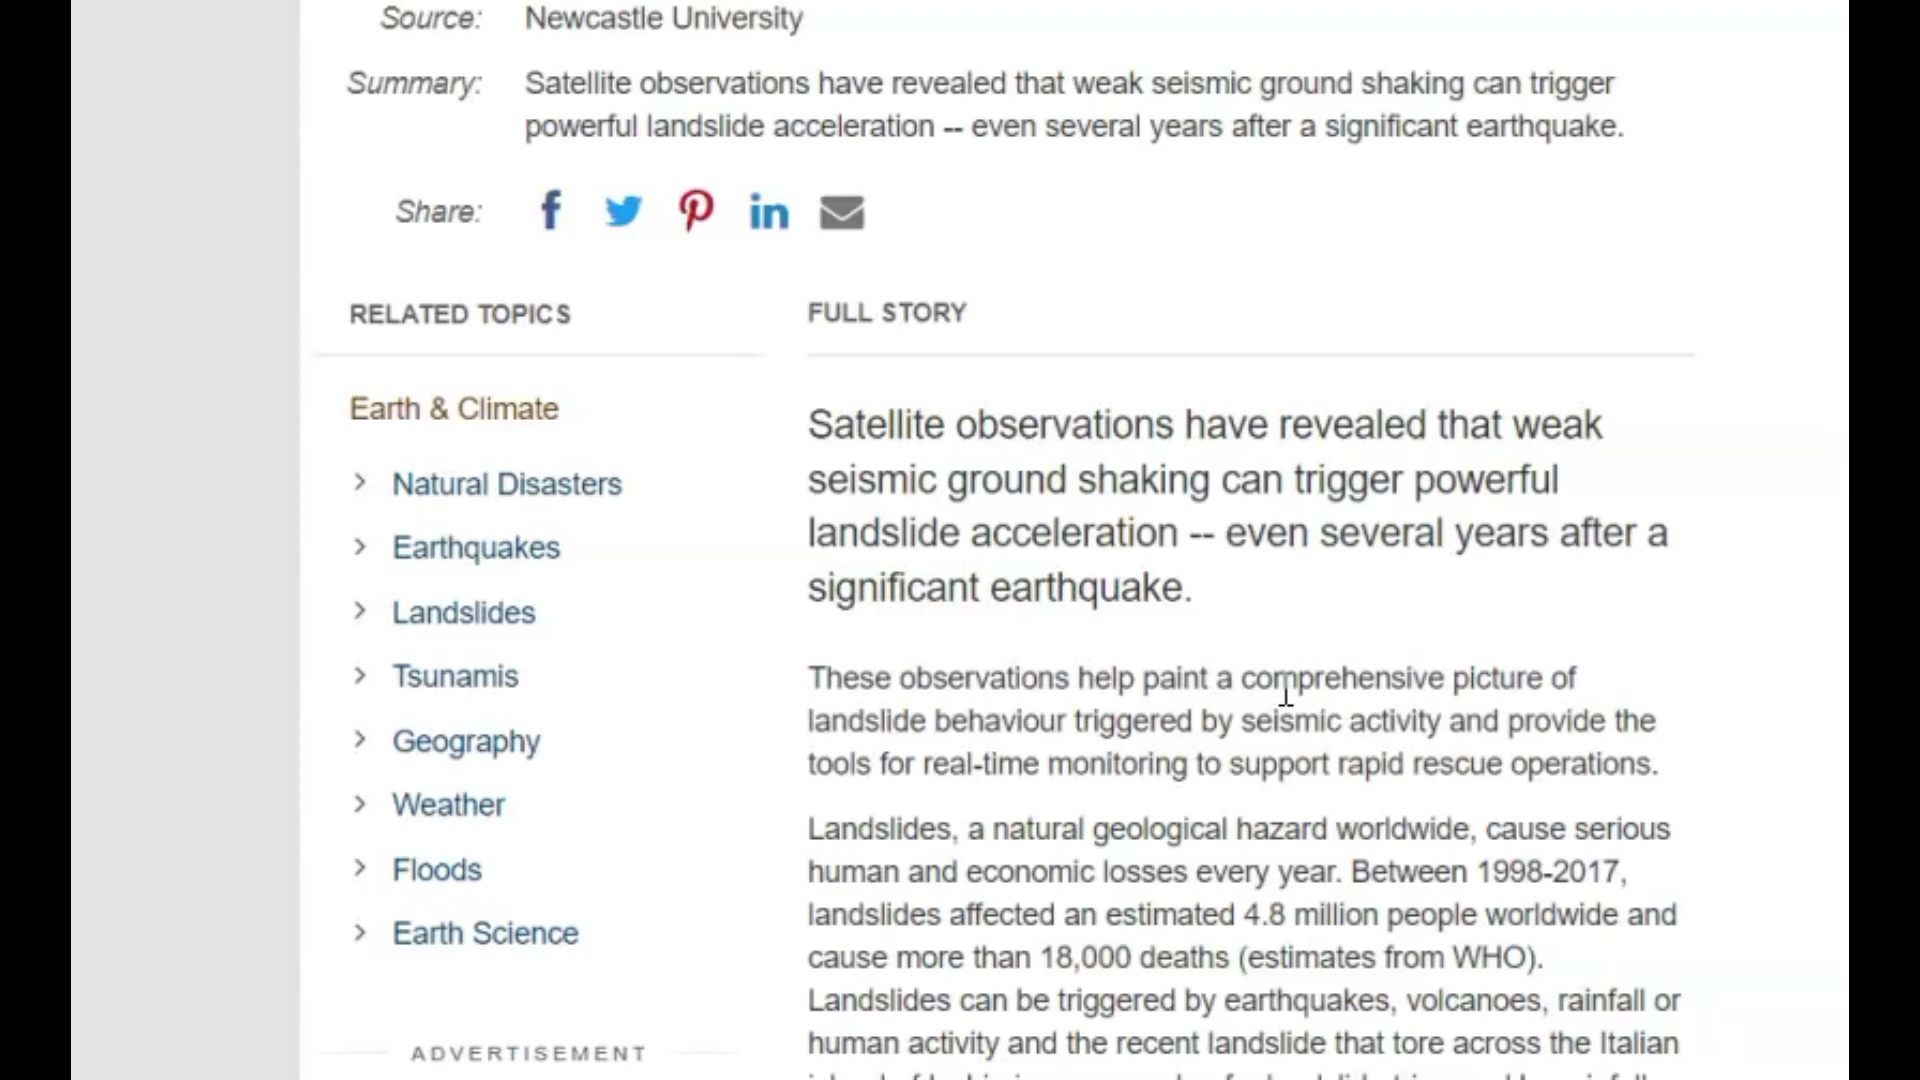 Source: Newcastle University
Summary: Satellite observations have revealed that weak seismic ground shaking can trigger
powerful landslide acceleration -- even several years after a significant earthquake.
Share:
RELATED TOPICS
Earth & Climate
Natural Disasters
Earthquakes
Landslides
Tsunamis
Geography
Weather
Floods
Earth Science
ADVERTISEMENT
FULL STORY
Satellite observations have revealed that weak
seismic ground shaking can trigger powerful
landslide acceleration -- even several years after a
significant earthquake.
These observations help paint a comprehensive picture of
landslide behaviour triggered by seismic activity and provide the
tools for real-time monitoring to support rapid rescue operations.
Landslides, a natural geological hazard worldwide, cause serious
human and economic losses every year. Between 1998-2017,
landslides affected an estimated 4.8 million people worldwide and
cause more than 18,000 deaths (estimates from WHO).
Landslides can be triggered by earthquakes, volcanoes, rainfall or
human activity and the recent landslide that tore across the Italian